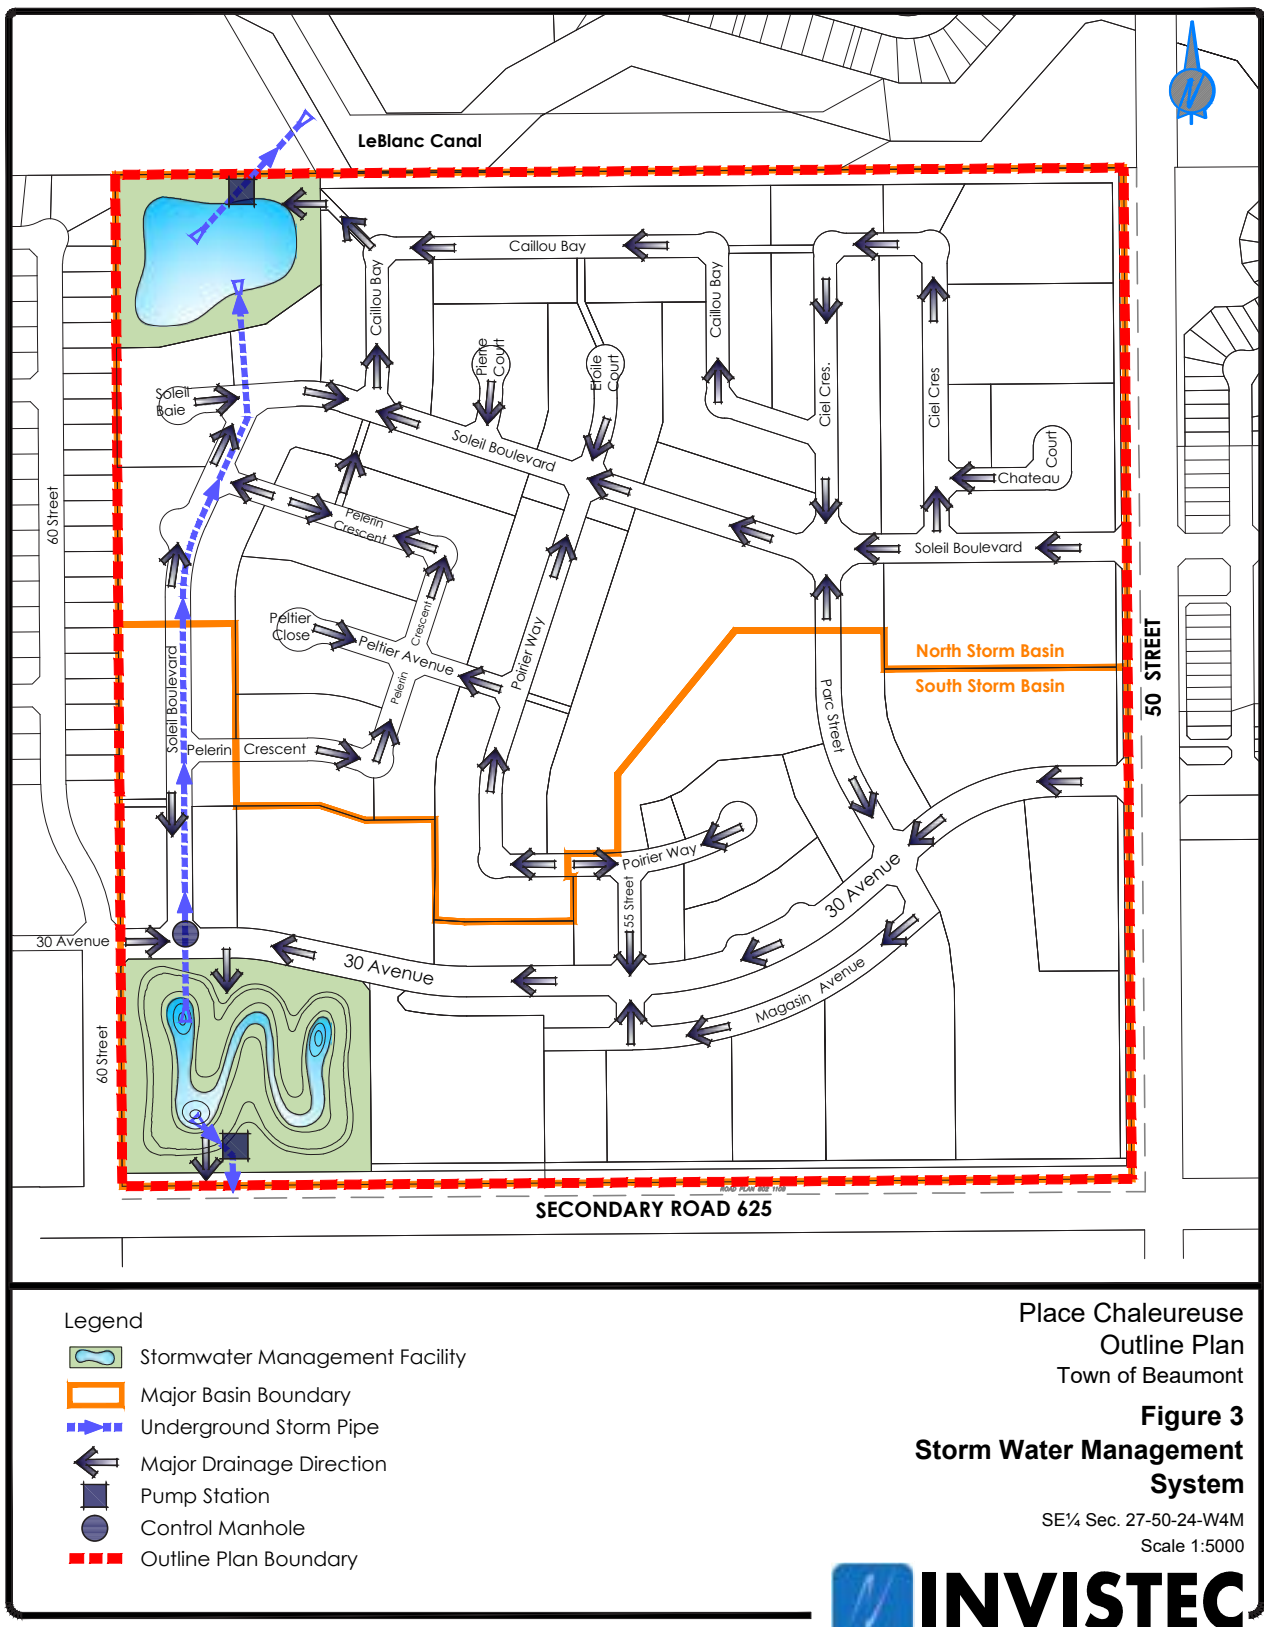 LeBlanc Canal
Caillou Bay
Caillou Bay
Caillou Bay
Pierre
Court
Etoile
Court
Ciel Cres.
Ciel Cres
Soleil
Baie
Soleil Boulevard
Court
Chateau
60 Street
Pelerin
Crescent
Soleil Boulevard
Peltier
Close
Peltier Avenue
Crescent
Pelerin
Poirier Way
North Storm Basin
South Storm Basin
50 STREET
Soleil Boulevard
Parc Street
Pelerin Crescent
Poirier Way
55 Street
30 Avenue
30 Avenue
30 Avenue
Magasin Avenue
60 Street
ROAD PLAN 802 1108
SECONDARY ROAD 625
Legend
Stormwater Management Facility
Major Basin Boundary
Underground Storm Pipe
Major Drainage Direction
Pump Station
Control Manhole
Outline Plan Boundary
Place Chaleureuse
Outline Plan
Town of Beaumont
Figure 3
Storm Water Management
System
SE¼ Sec. 27-50-24-W4M
Scale 1:5000
INVISTEC